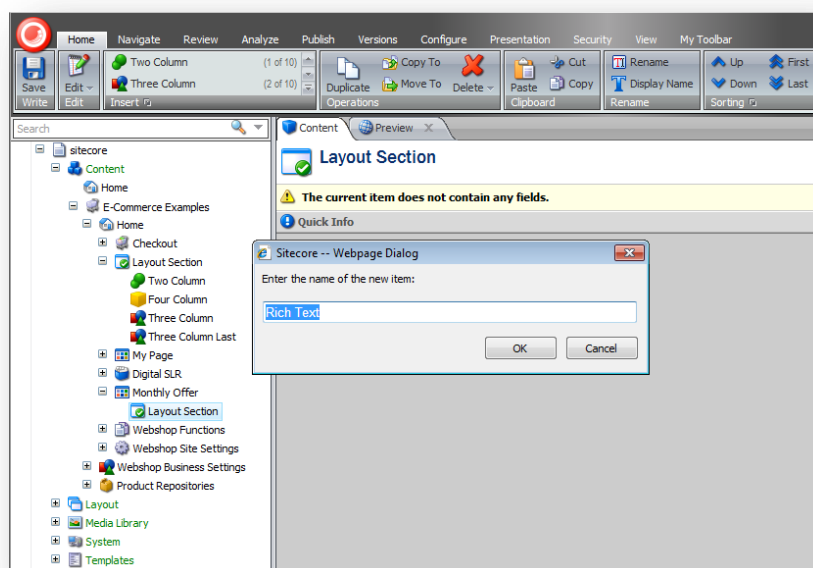 Home Navigate Review Analyze Publish Versions Configure Presentation Security View My Toolbar
Save
Write
Edit
Edit
Two Column (1 of 10)
Three Column (2 of 10)
Insert
Duplicate
Copy To
Move To
Delete
Operations
Paste
Cut
Copy
Clipboard
Rename
Display Name
Rename
Up First
Down Last
Sorting
Search
sitecore
Content
Home
E-Commerce Examples
Home
Checkout
Layout Section
Two Column
Four Column
Three Column
Three Column Last
My Page
Digital SLR
Monthly Offer
Layout Section
Webshop Functions
Webshop Site Settings
Webshop Business Settings
Product Repositories
Layout
Media Library
System
Templates
Content Preview X
Layout Section
The current item does not contain any fields.
Quick Info
Sitecore -- Webpage Dialog
Enter the name of the new item:
Rich Text
OK Cancel